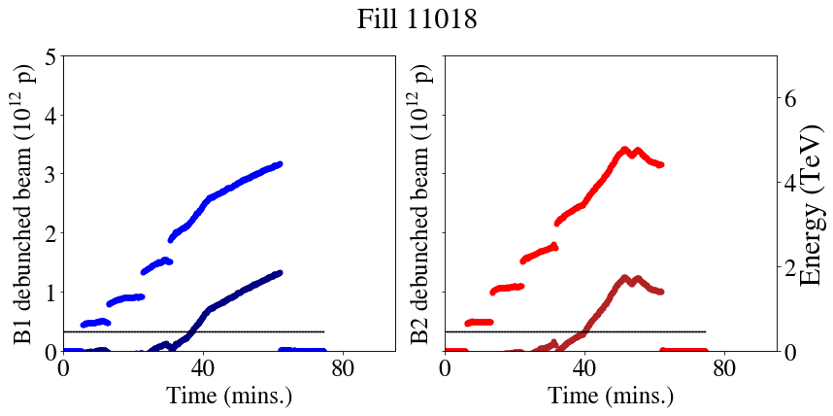 Fill 11018
B1 debunched beam (10¹² p)
5
4
3
2
1
0
0 40 80
Time (mins.)
B2 debunched beam (10¹² p)
0 40 80
Time (mins.)
6
4
2
0
Energy (TeV)